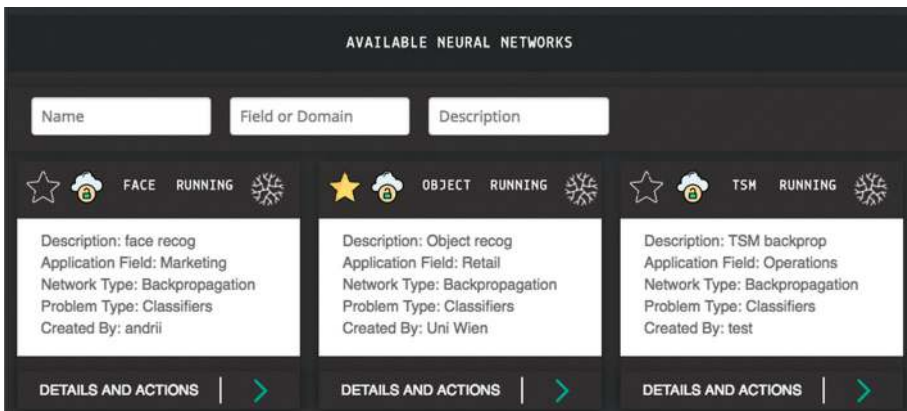 AVAILABLE NEURAL NETWORKS
Name
Field or Domain
Description
FACE RUNNING
Description: face recog
Application Field: Marketing
Network Type: Backpropagation
Problem Type: Classifiers
Created By: andrii
DETAILS AND ACTIONS
OBJECT RUNNING
Description: Object recog
Application Field: Retail
Network Type: Backpropagation
Problem Type: Classifiers
Created By: Uni Wien
DETAILS AND ACTIONS
TSM RUNNING
Description: TSM backprop
Application Field: Operations
Network Type: Backpropagation
Problem Type: Classifiers
Created By: test
DETAILS AND ACTIONS